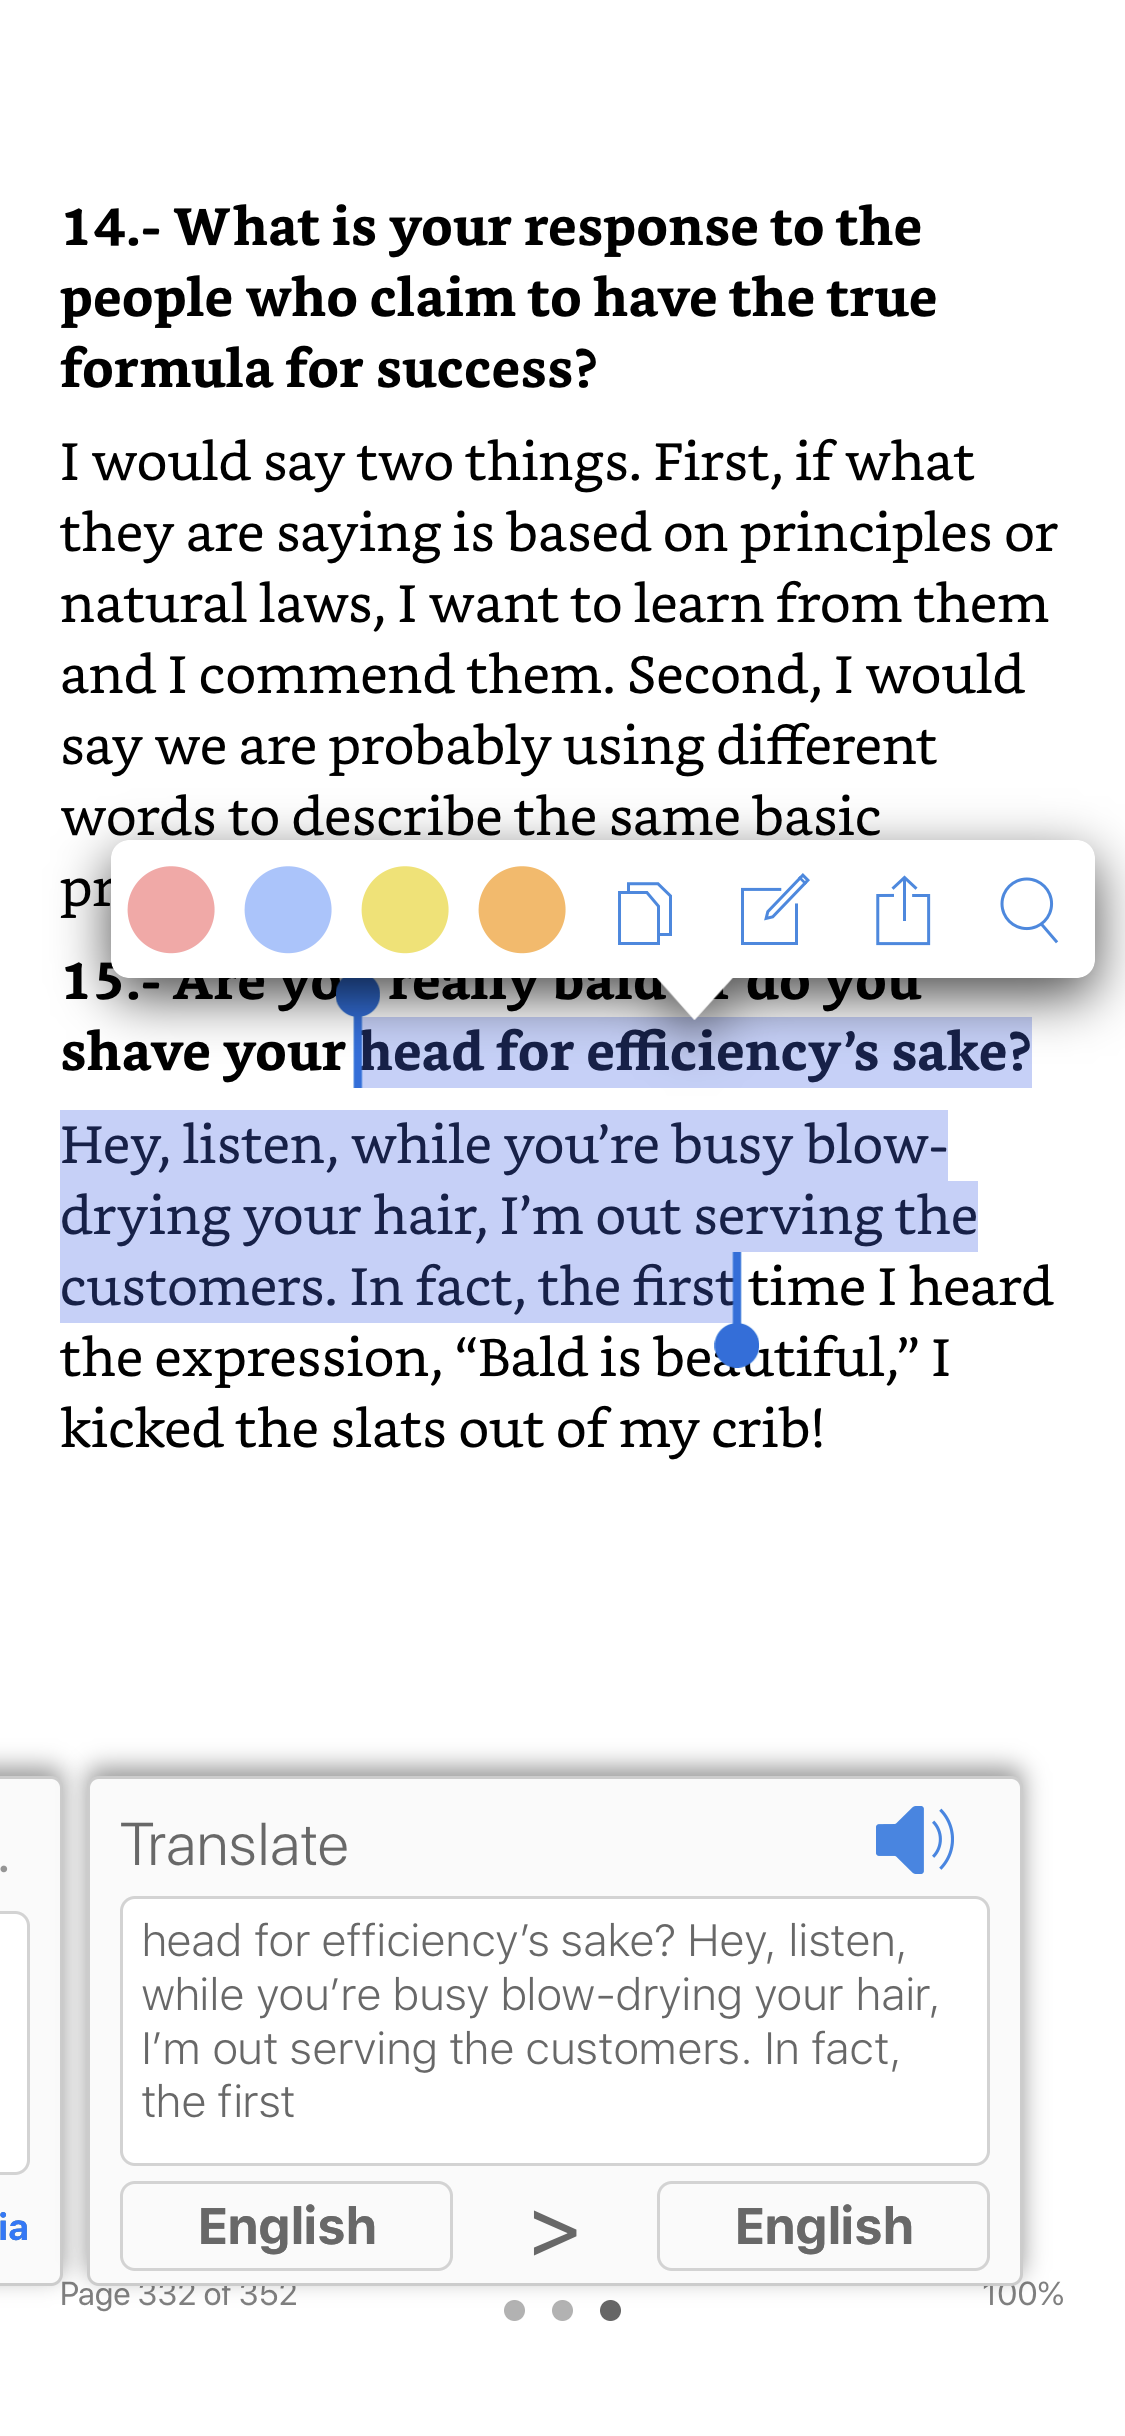 14.- What is your response to the
people who claim to have the true
formula for success?
I would say two things. First, if what
they are saying is based on principles or
natural laws, I want to learn from them
and I commend them. Second, I would
say we are probably using different
words to describe the same basic
15.- Are really bald do you
shave your head for efficiency’s sake?
Hey, listen, while you’re busy blow-
drying your hair, I’m out serving the
customers. In fact, the first time I heard
the expression, “Bald is beautiful,” I
kicked the slats out of my crib!
Translate
head for efficiency’s sake? Hey, listen,
while you’re busy blow-drying your hair,
I’m out serving the customers. In fact,
the first
English > English
Page 332 of 352
100%